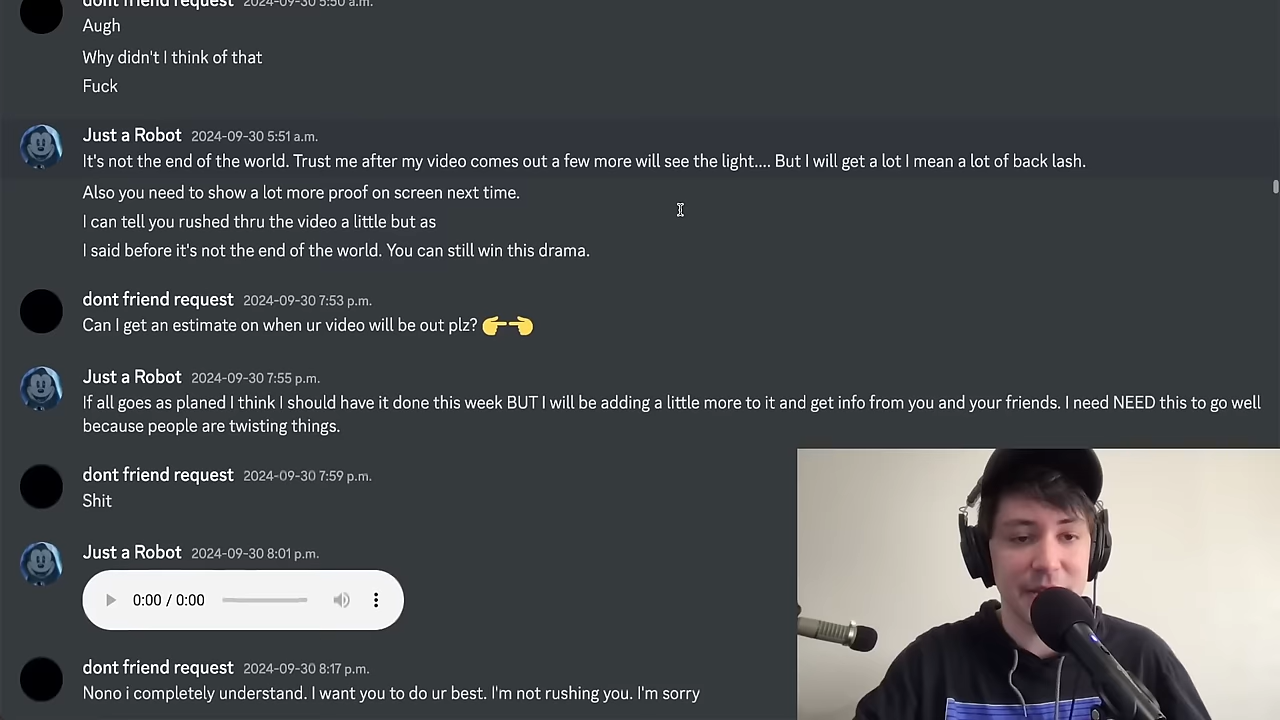 dont friend request 2024-09-30 5:50 a.m.
Augh
Why didn't I think of that
Fuck
Just a Robot 2024-09-30 5:51 a.m.
It's not the end of the world. Trust me after my video comes out a few more will see the light.... But I will get a lot I mean a lot of back lash.
Also you need to show a lot more proof on screen next time.
I can tell you rushed thru the video a little but as
I said before it's not the end of the world. You can still win this drama.
dont friend request 2024-09-30 7:53 p.m.
Can I get an estimate on when ur video will be out plz? 👉👈
Just a Robot 2024-09-30 7:55 p.m.
If all goes as planed I think I should have it done this week BUT I will be adding a little more to it and get info from you and your friends. I need NEED this to go well
because people are twisting things.
dont friend request 2024-09-30 7:59 p.m.
Shit
Just a Robot 2024-09-30 8:01 p.m.
0:00 / 0:00
dont friend request 2024-09-30 8:17 p.m.
Nono i completely understand. I want you to do ur best. I'm not rushing you. I'm sorry